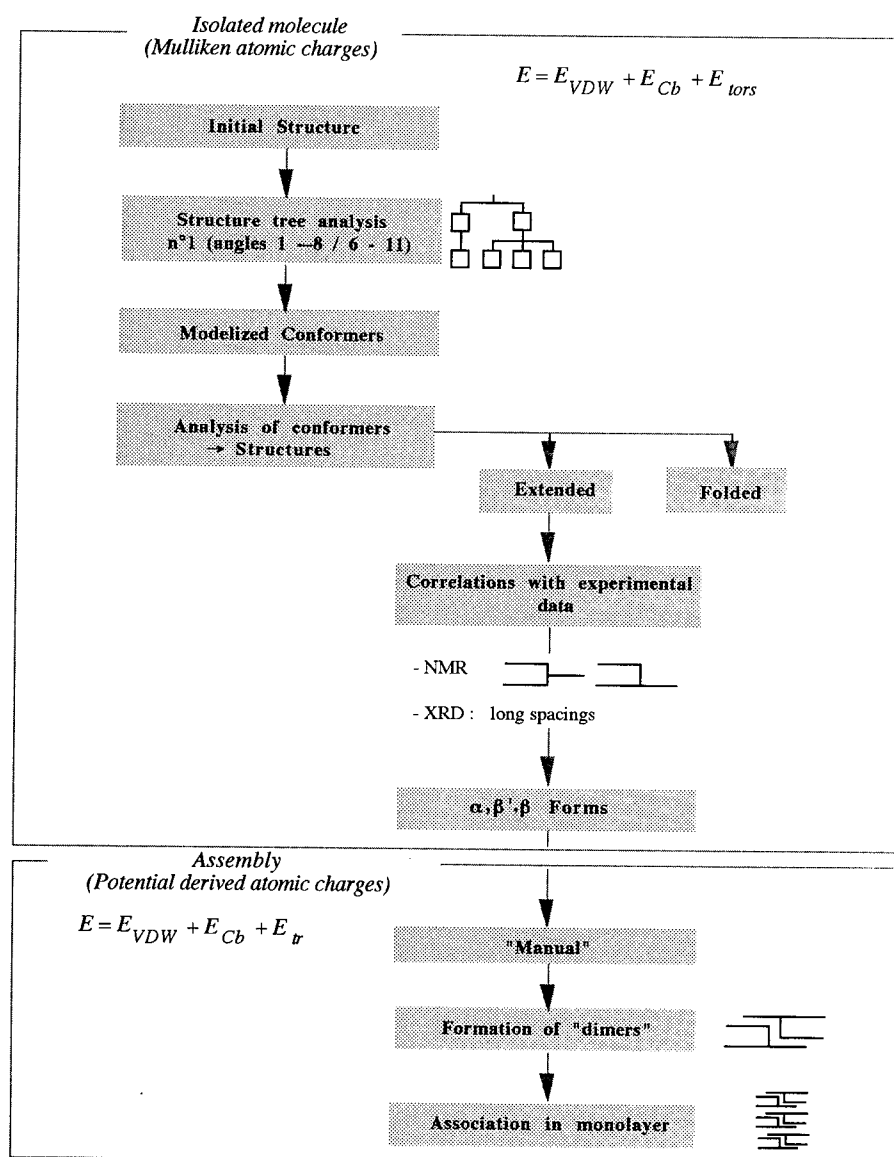 Isolated molecule
(Mulliken atomic charges)
E = E_VDW + E_Cb + E_tors
Initial Structure
Structure tree analysis
n°1 (angles 1 —8 / 6 - 11)
Modelized Conformers
Analysis of conformers
→ Structures
Extended
Folded
Correlations with experimental
data
- NMR
- XRD : long spacings
α,β',β Forms
Assembly
(Potential derived atomic charges)
E = E_VDW + E_Cb + E_tr
"Manual"
Formation of "dimers"
Association in monolayer